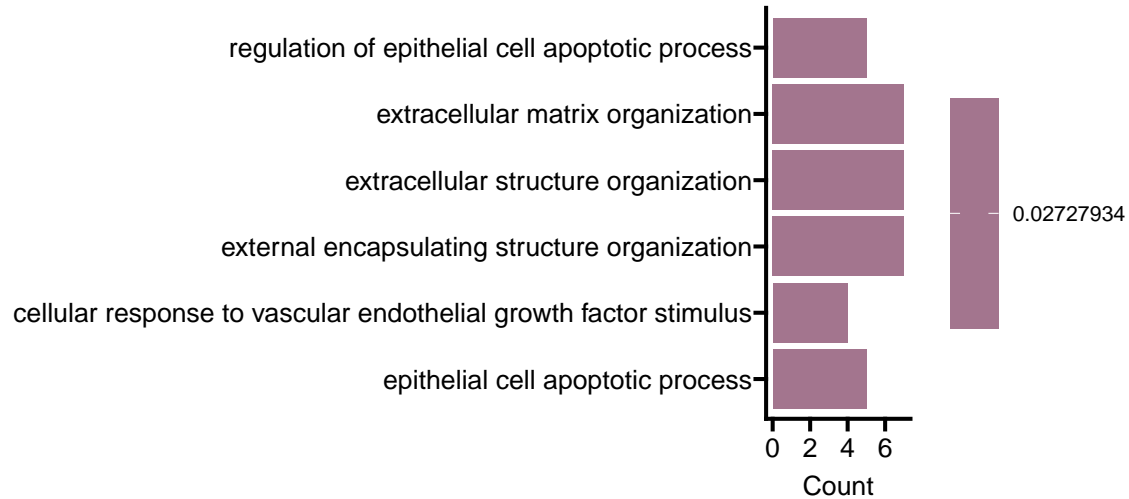 regulation of epithelial cell apoptotic process
extracellular matrix organization
extracellular structure organization
external encapsulating structure organization
cellular response to vascular endothelial growth factor stimulus
epithelial cell apoptotic process
0.02727934
0 2 4 6
Count